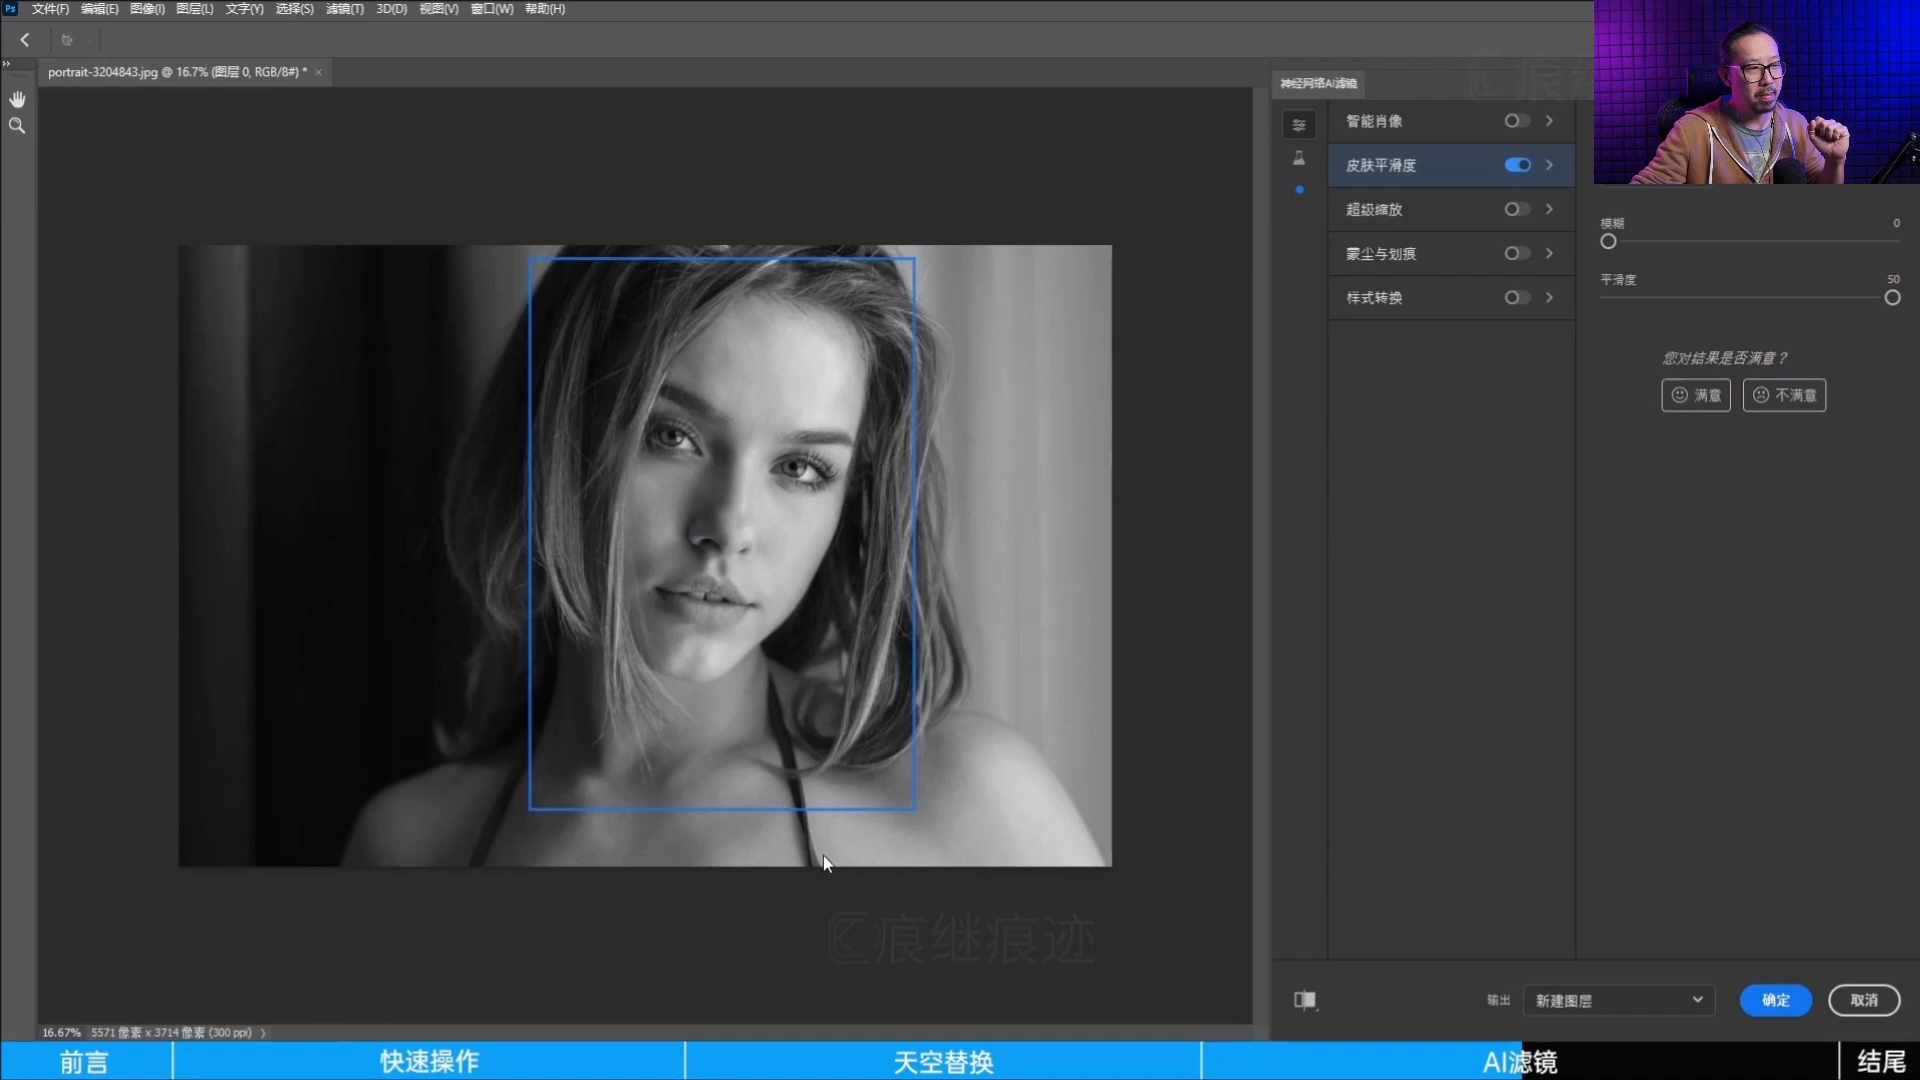 Ps 文件(F) 编辑(E) 图像(I) 图层(L) 文字(Y) 选择(S) 滤镜(T) 3D(D) 视图(V) 窗口(W) 帮助(H)
portrait-3204843.jpg @ 16.7% (图层 0, RGB/8#) * ×
神经网络AI滤镜
智能肖像
皮肤平滑度
超级缩放
蒙尘与划痕
样式转换
模糊 0
平滑度 50
您对结果是否满意？
满意 不满意
痕继痕迹
输出 新建图层 确定 取消
16.67% 5571 像素 x 3714 像素 (300 ppi)
前言 快速操作 天空替换 AI滤镜 结尾